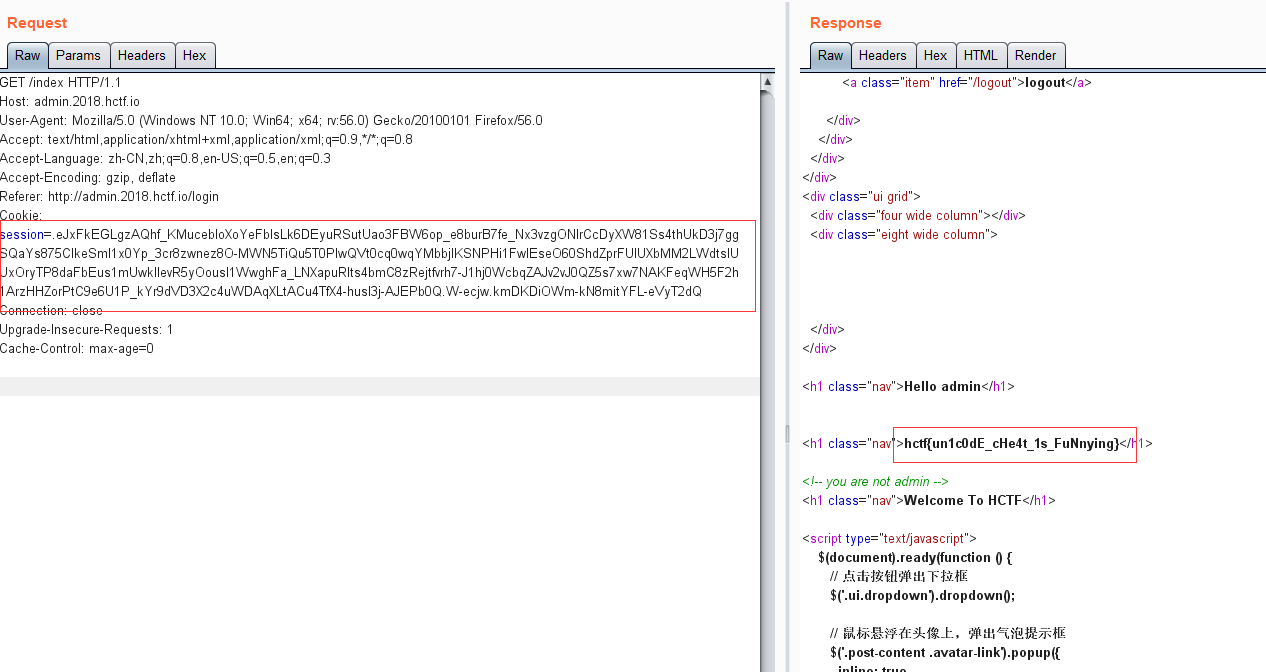 Request
Raw Params Headers Hex
GET /index HTTP/1.1
Host: admin.2018.hctf.io
User-Agent: Mozilla/5.0 (Windows NT 10.0; Win64; x64; rv:56.0) Gecko/20100101 Firefox/56.0
Accept: text/html,application/xhtml+xml,application/xml;q=0.9,*/*;q=0.8
Accept-Language: zh-CN,zh;q=0.8,en-US;q=0.5,en;q=0.3
Accept-Encoding: gzip, deflate
Referer: http://admin.2018.hctf.io/login
Cookie:
session=
Connection: close
Upgrade-Insecure-Requests: 1
Cache-Control: max-age=0
Response
Raw Headers Hex HTML Render
<a class="item" href="/logout">logout</a>
</div>
</div>
</div>
</div>
<div class="ui grid">
<div class="four wide column"></div>
<div class="eight wide column">
</div>
</div>
<h1 class="nav">Hello admin</h1>
<h1 class="nav">hctf{un1c0dE_cHe4t_1s_FuNnying}</h1>
<!-- you are not admin -->
<h1 class="nav">Welcome To HCTF</h1>
<script type="text/javascript">
$(document).ready(function () {
// 点击按钮弹出下拉框
$('.ui.dropdown').dropdown();
// 鼠标悬浮在头像上，弹出气泡提示框
$('.post-content .avatar-link').popup({
inline: true